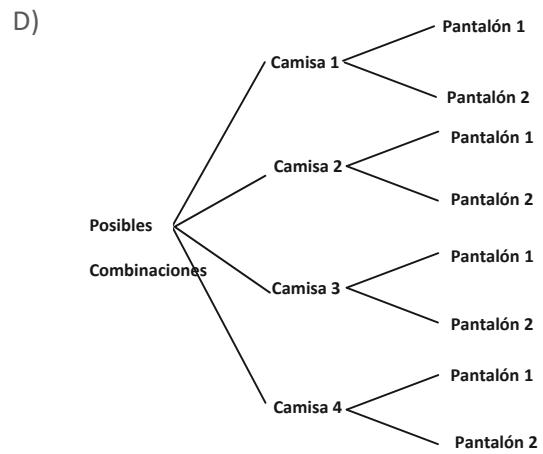 D)
Pantalón 1
Camisa 1
Pantalón 2
Pantalón 1
Camisa 2
Pantalón 2
Posibles
Combinaciones
Pantalón 1
Camisa 3
Pantalón 2
Pantalón 1
Camisa 4
Pantalón 2